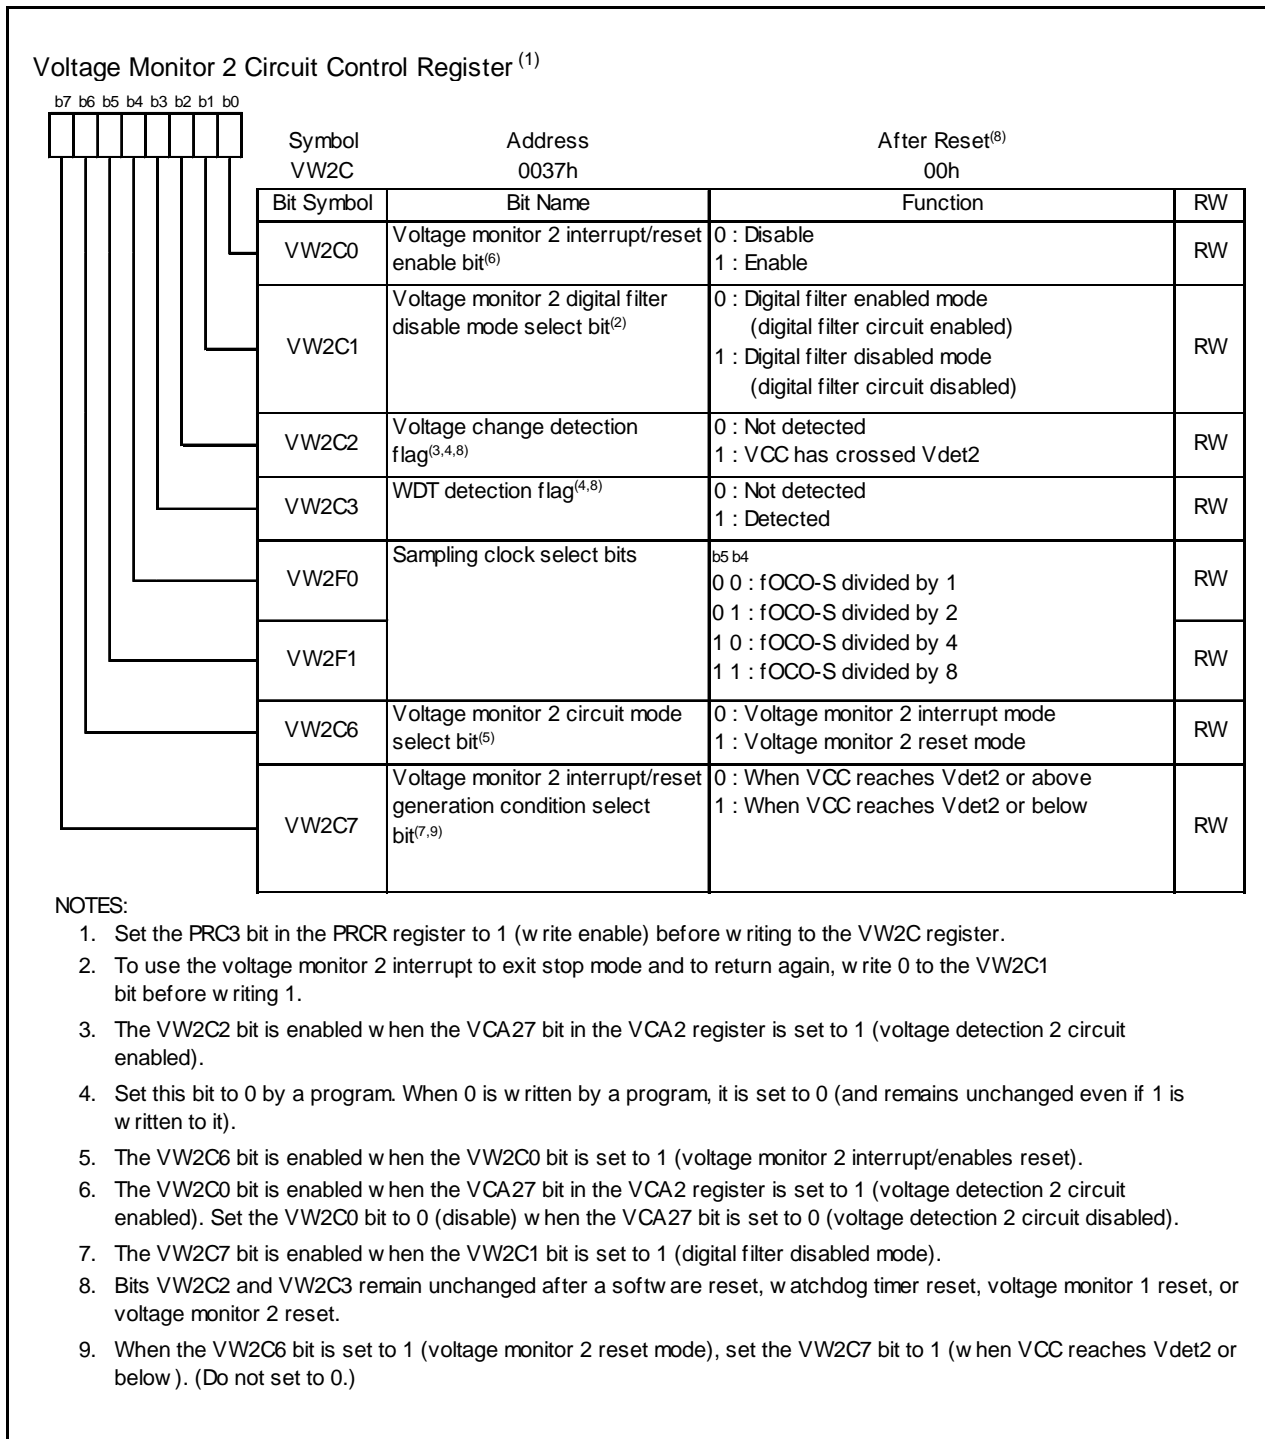 Voltage Monitor 2 Circuit Control Register (1)
b7 b6 b5 b4 b3 b2 b1 b0
Symbol Address After Reset(8)
VW2C 0037h 00h
Bit Symbol Bit Name Function RW
VW2C0 Voltage monitor 2 interrupt/reset enable bit(6) 0 : Disable RW
1 : Enable
VW2C1 Voltage monitor 2 digital filter disable mode select bit(2) 0 : Digital filter enabled mode RW
(digital filter circuit enabled)
1 : Digital filter disabled mode
(digital filter circuit disabled)
VW2C2 Voltage change detection flag(3,4,8) 0 : Not detected RW
1 : VCC has crossed Vdet2
VW2C3 WDT detection flag(4,8) 0 : Not detected RW
1 : Detected
VW2F0 Sampling clock select bits b5 b4 RW
0 0 : fOCO-S divided by 1
0 1 : fOCO-S divided by 2
VW2F1 1 0 : fOCO-S divided by 4 RW
1 1 : fOCO-S divided by 8
VW2C6 Voltage monitor 2 circuit mode select bit(5) 0 : Voltage monitor 2 interrupt mode RW
1 : Voltage monitor 2 reset mode
VW2C7 Voltage monitor 2 interrupt/reset generation condition select bit(7,9) 0 : When VCC reaches Vdet2 or above RW
1 : When VCC reaches Vdet2 or below
NOTES:
1. Set the PRC3 bit in the PRCR register to 1 (write enable) before writing to the VW2C register.
2. To use the voltage monitor 2 interrupt to exit stop mode and to return again, write 0 to the VW2C1
bit before writing 1.
3. The VW2C2 bit is enabled when the VCA27 bit in the VCA2 register is set to 1 (voltage detection 2 circuit
enabled).
4. Set this bit to 0 by a program. When 0 is written by a program, it is set to 0 (and remains unchanged even if 1 is
written to it).
5. The VW2C6 bit is enabled when the VW2C0 bit is set to 1 (voltage monitor 2 interrupt/enables reset).
6. The VW2C0 bit is enabled when the VCA27 bit in the VCA2 register is set to 1 (voltage detection 2 circuit
enabled). Set the VW2C0 bit to 0 (disable) when the VCA27 bit is set to 0 (voltage detection 2 circuit disabled).
7. The VW2C7 bit is enabled when the VW2C1 bit is set to 1 (digital filter disabled mode).
8. Bits VW2C2 and VW2C3 remain unchanged after a software reset, watchdog timer reset, voltage monitor 1 reset, or
voltage monitor 2 reset.
9. When the VW2C6 bit is set to 1 (voltage monitor 2 reset mode), set the VW2C7 bit to 1 (when VCC reaches Vdet2 or
below). (Do not set to 0.)